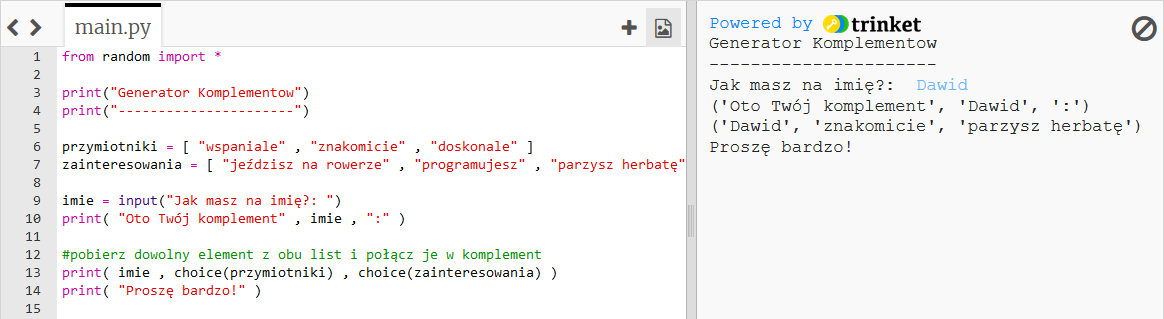 main.py
1 from random import *
2
3 print("Generator Komplementow")
4 print("----------------------")
5
6 przymiotniki = [ "wspaniale" , "znakomicie" , "doskonale" ]
7 zainteresowania = [ "jeździsz na rowerze" , "programujesz" , "parzysz herbatę"
8
9 imie = input("Jak masz na imię?: ")
10 print( "Oto Twój komplement" , imie , ":" )
11
12 #pobierz dowolny element z obu list i połącz je w komplement
13 print( imie , choice(przymiotniki) , choice(zainteresowania) )
14 print( "Proszę bardzo!" )
15
Powered by trinket
Generator Komplementow
----------------------
Jak masz na imię?: Dawid
('Oto Twój komplement', 'Dawid', ':')
('Dawid', 'znakomicie', 'parzysz herbatę')
Proszę bardzo!